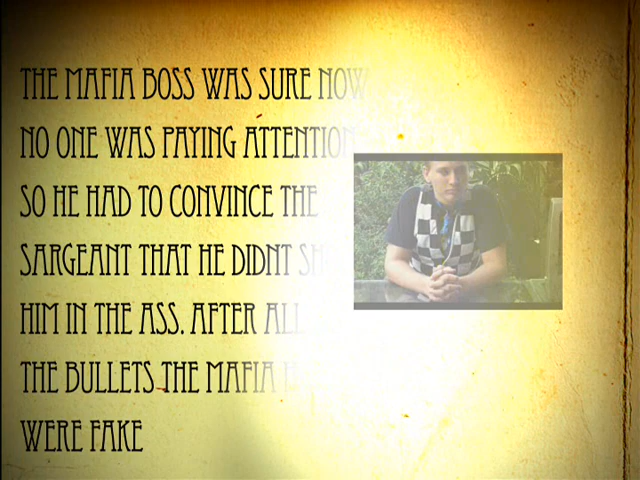 THE MAFIA BOSS WAS SURE NOW
NO ONE WAS PAYING ATTENTION
SO HE HAD TO CONVINCE THE
SARGEANT THAT HE DIDNT
HIM IN THE ASS. AFTER ALL
THE BULLETS THE MAFIA
WERE FAKE